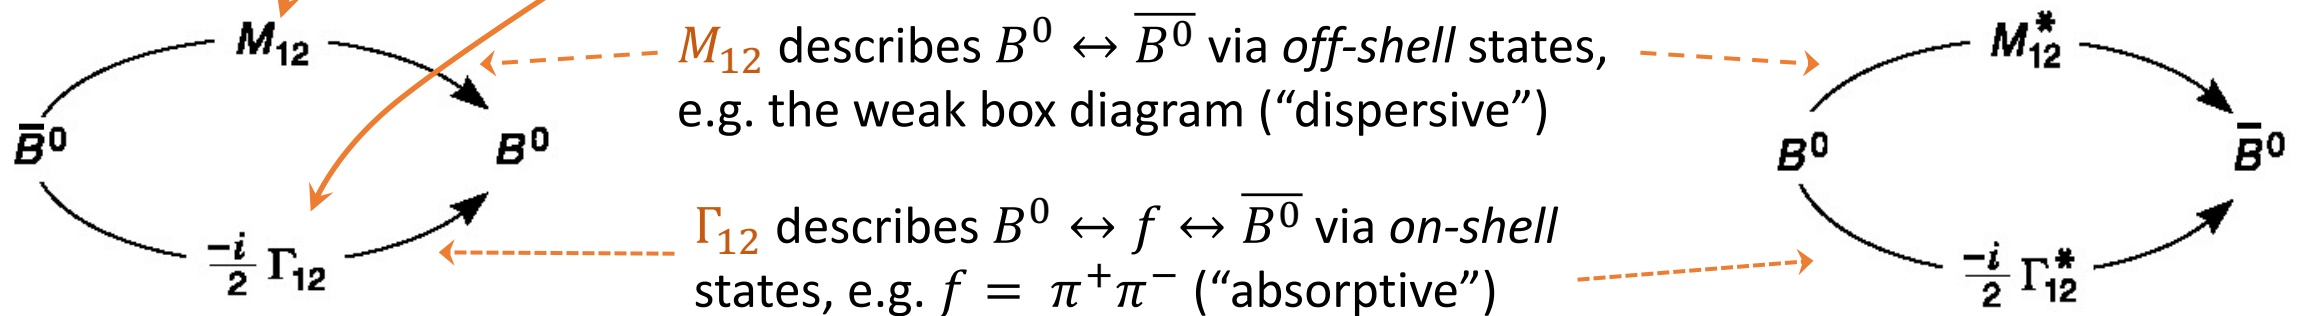 M₁₂
B̅⁰
B⁰
−i/2 Γ₁₂
M₁₂ describes B⁰ ↔ B̅⁰ via off-shell states,
e.g. the weak box diagram (“dispersive”)
Γ₁₂ describes B⁰ ↔ f ↔ B̅⁰ via on-shell
states, e.g. f = π⁺π⁻ (“absorptive”)
M*₁₂
B⁰
B̅⁰
−i/2 Γ*₁₂